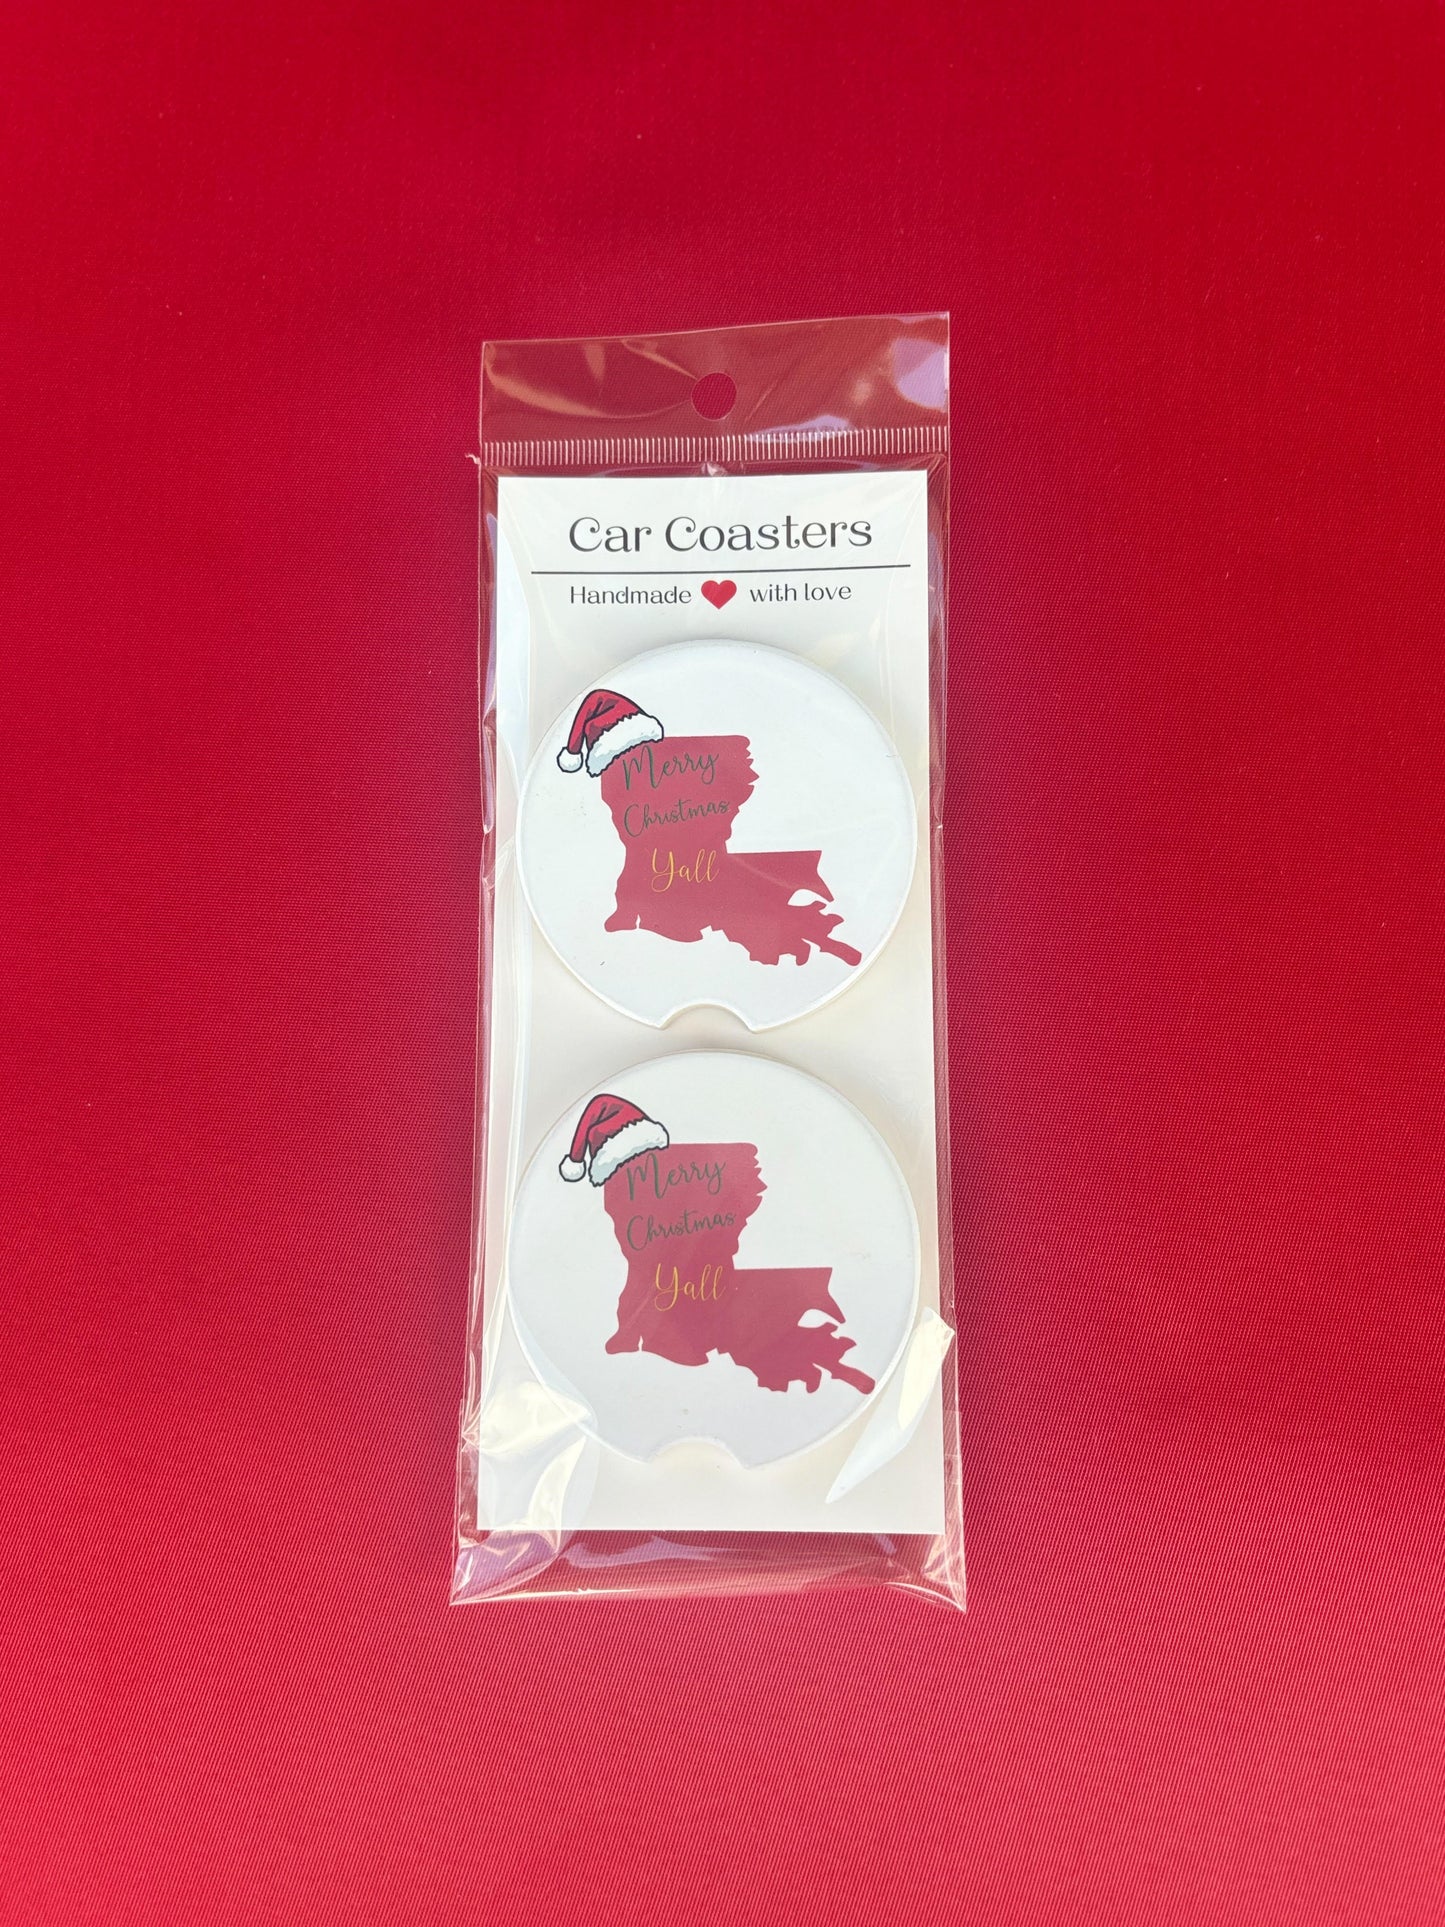 Car Coasters
Handmade ❤ with love
Merry
Christmas
Yall
Merry
Christmas
Yall